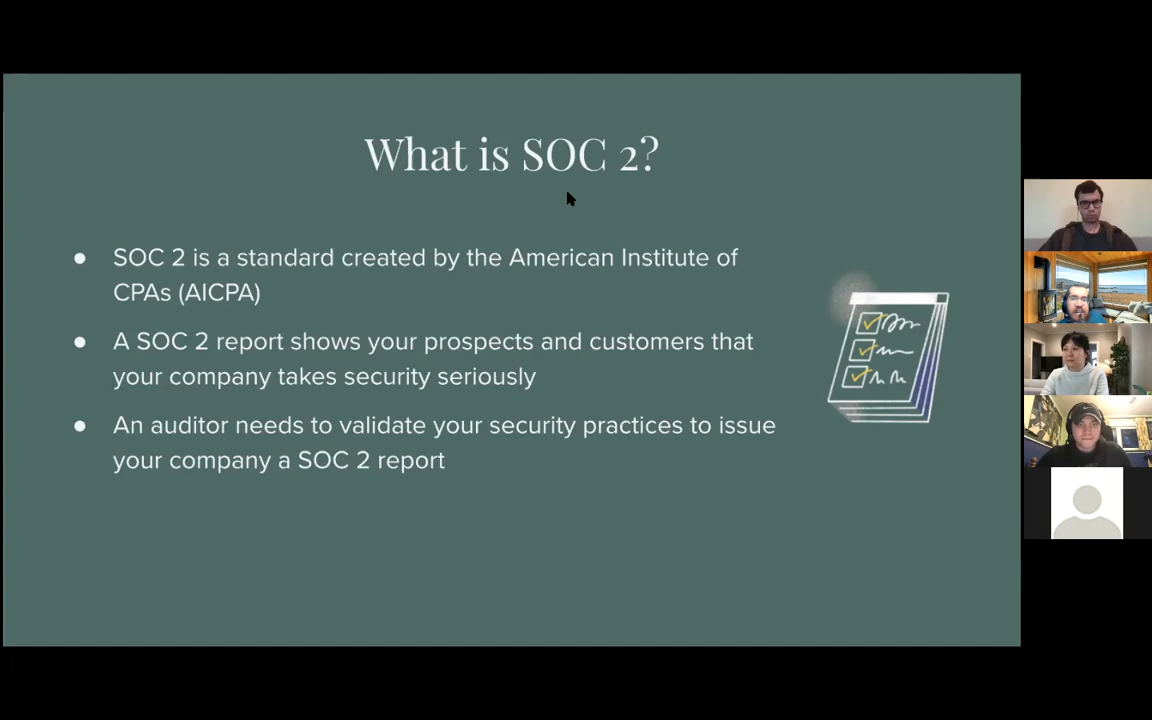 What is SOC 2?
● SOC 2 is a standard created by the American Institute of
CPAs (AICPA)
● A SOC 2 report shows your prospects and customers that
your company takes security seriously
● An auditor needs to validate your security practices to issue
your company a SOC 2 report